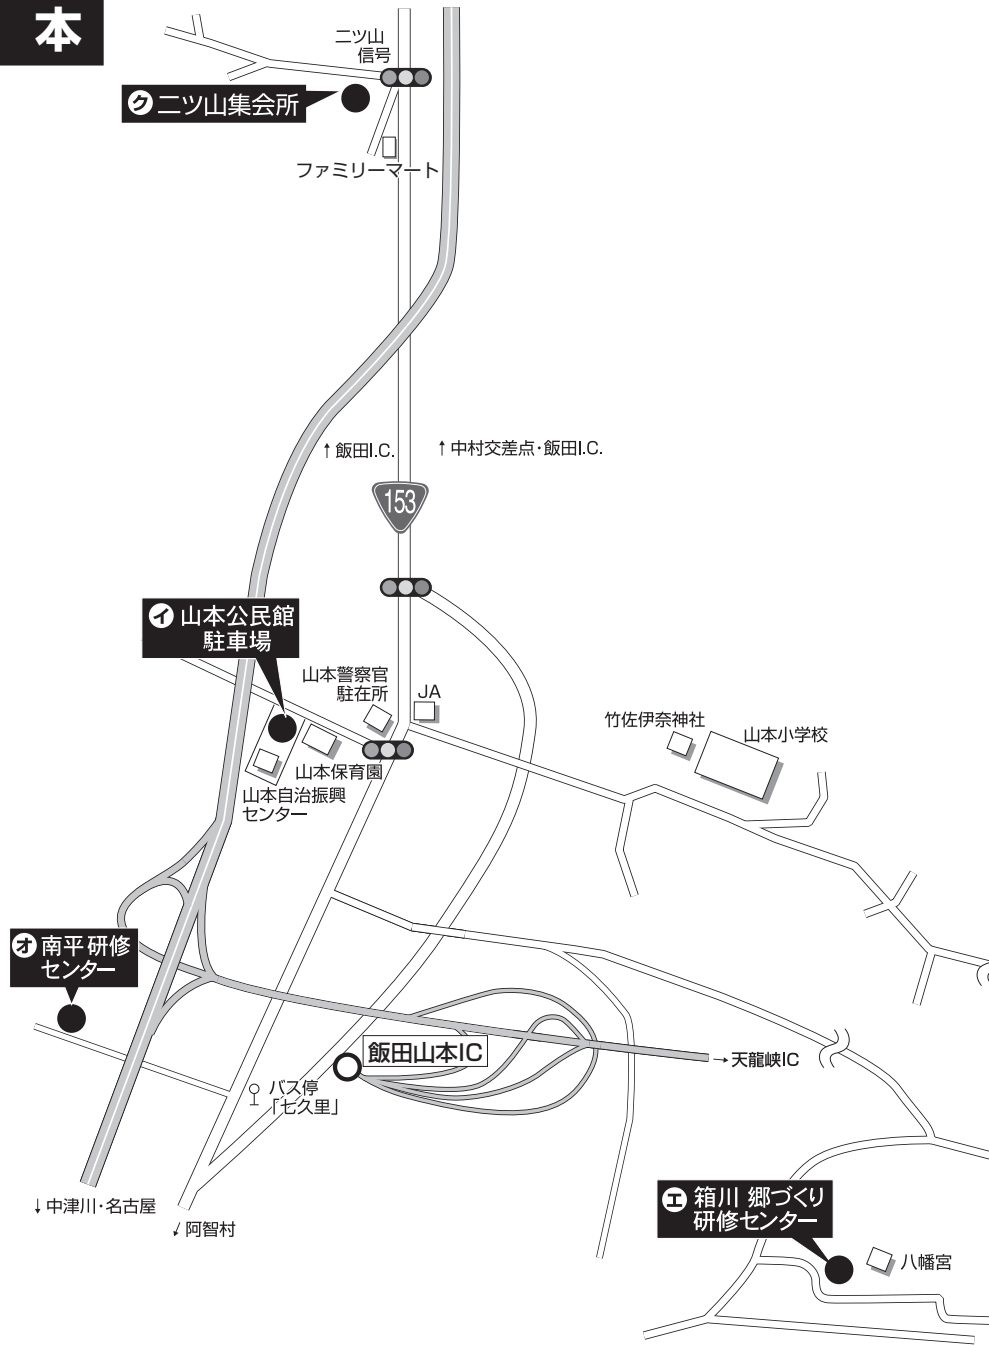 本
二ツ山
信号
ク 二ツ山集会所
ファミリーマート
↑飯田I.C.
↑中村交差点・飯田I.C.
153
イ 山本公民館
駐車場
山本警察官
駐在所
JA
竹佐伊奈神社
山本小学校
山本保育園
山本自治振興
センター
オ 南平研修
センター
飯田山本IC
→天龍峡IC
バス停
「七久里」
↓中津川・名古屋
↙阿智村
エ 箱川 郷づくり
研修センター
八幡宮